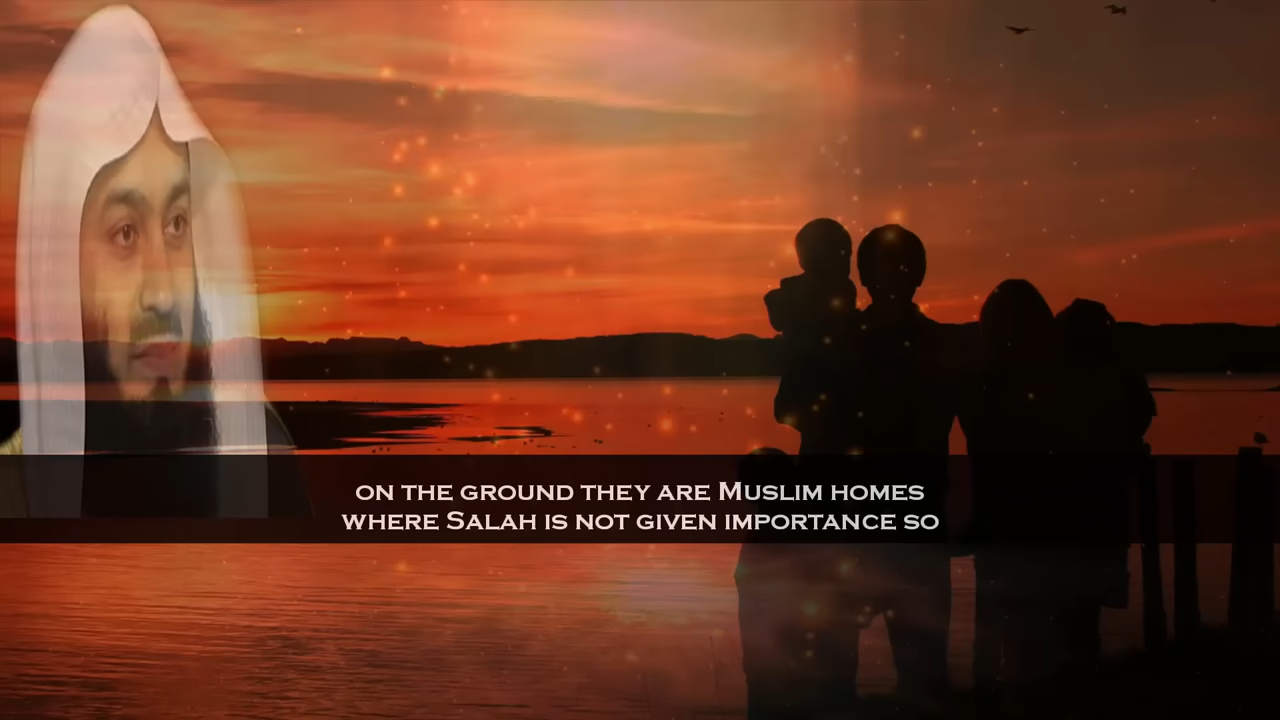 ON THE GROUND THEY ARE MUSLIM HOMES
WHERE SALAH IS NOT GIVEN IMPORTANCE SO